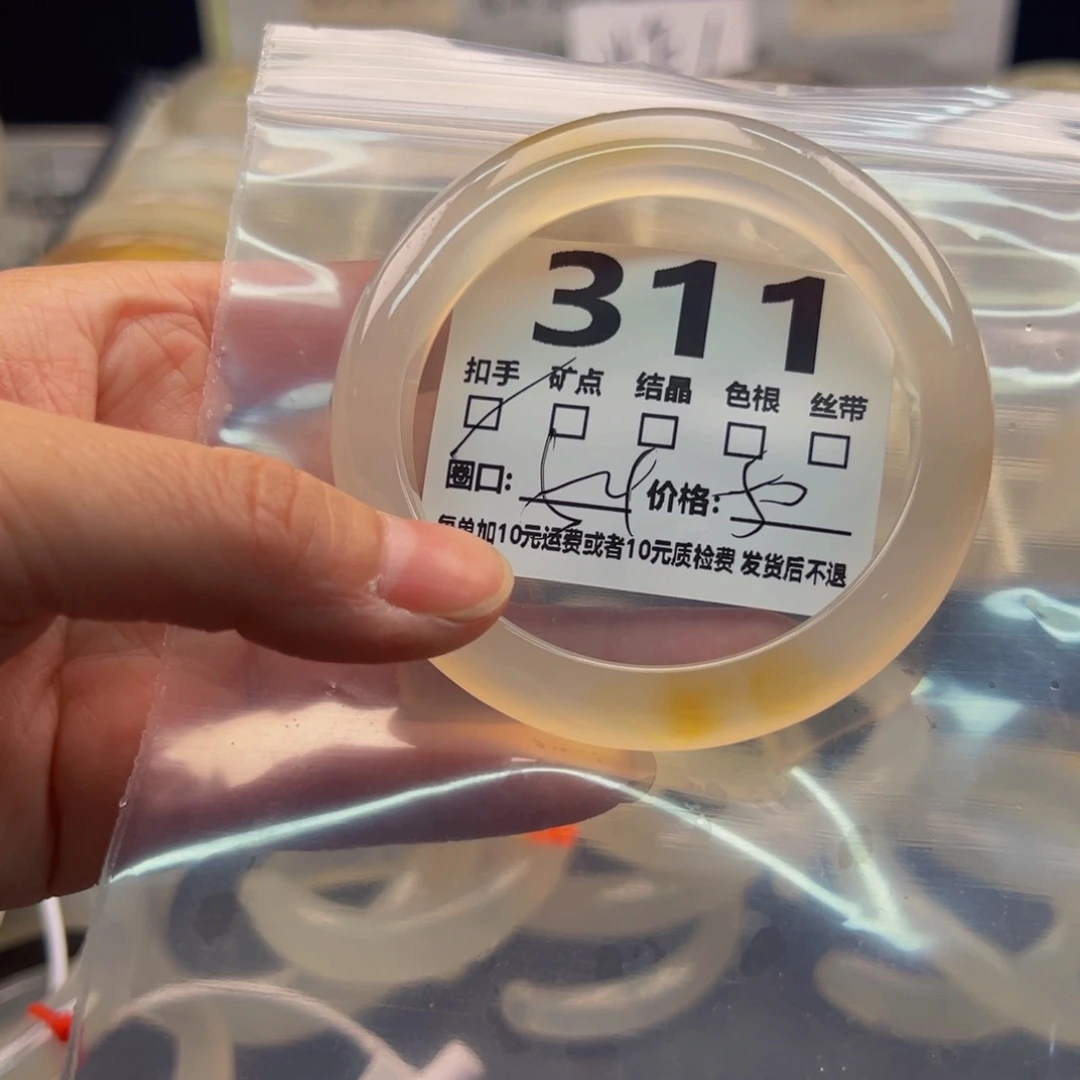 311
扣手 矿点 结晶 色根 丝带
圈口: 价格:
每单加10元运费或者10元质检费 发货后不退